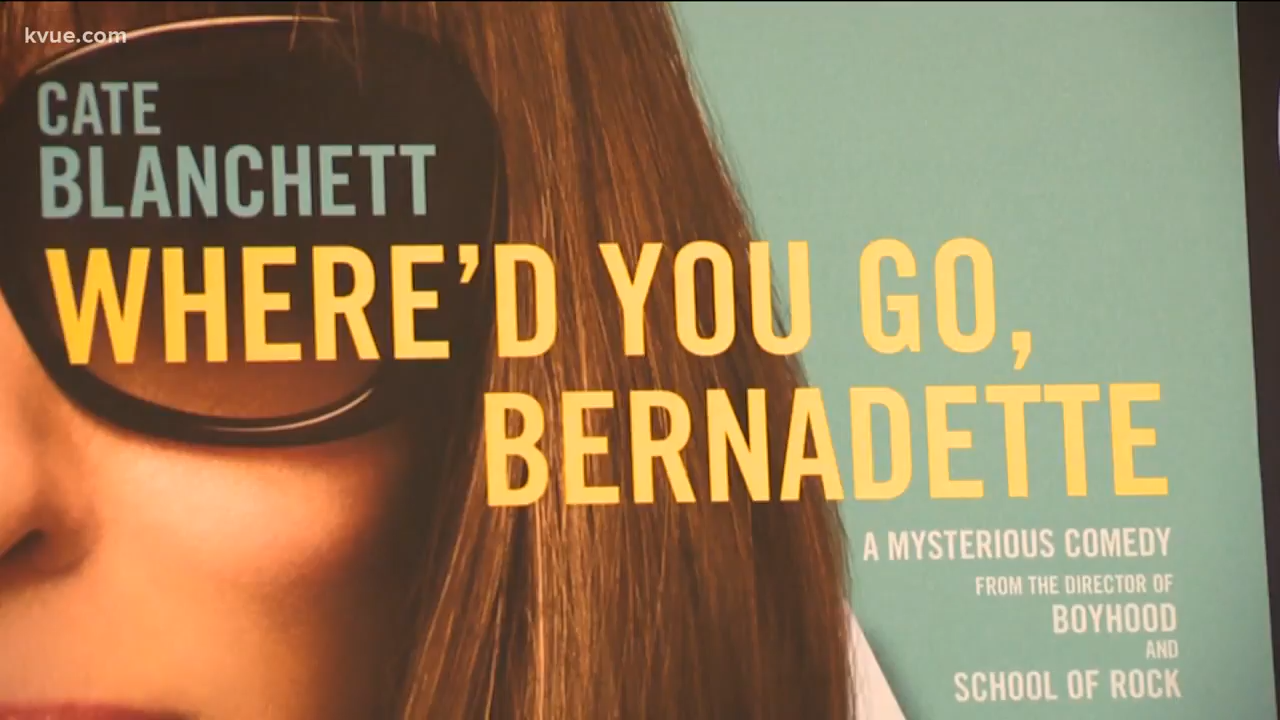 kvue.com
CATE
BLANCHETT
WHERE’D YOU GO,
BERNADETTE
A MYSTERIOUS COMEDY
FROM THE DIRECTOR OF
BOYHOOD
AND
SCHOOL OF ROCK